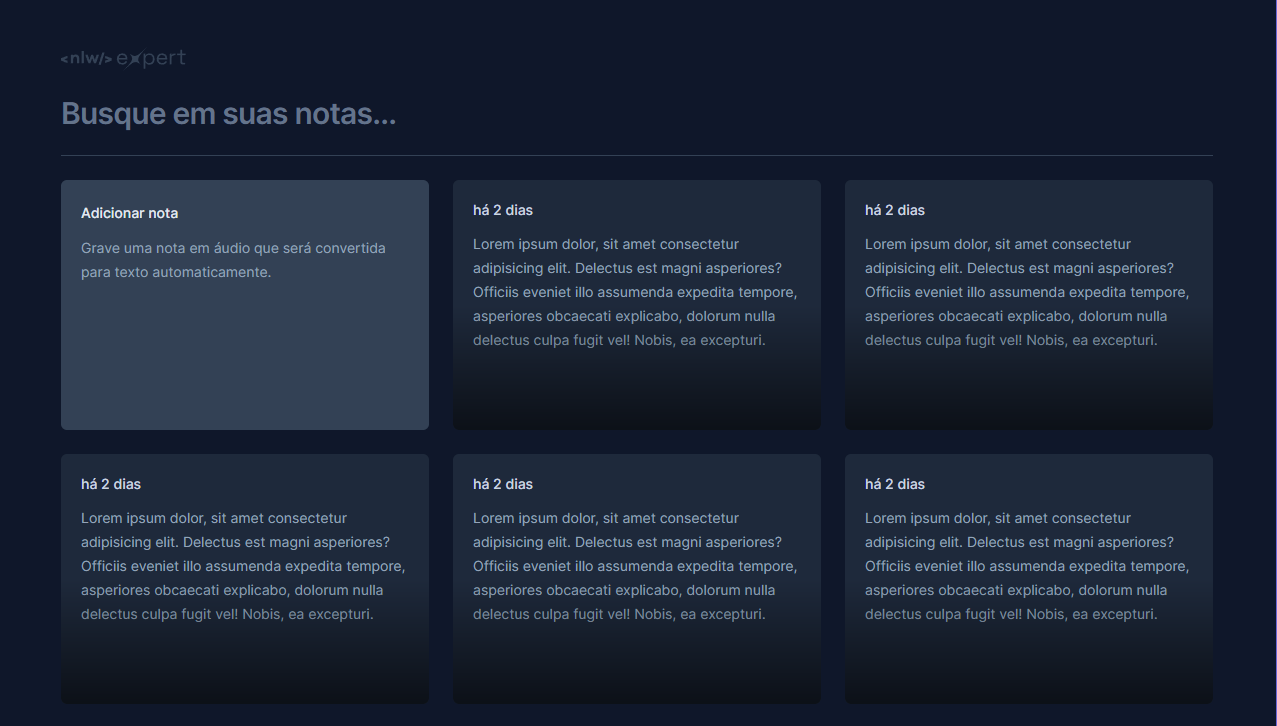 <nlw/> expert
Busque em suas notas...
Adicionar nota
Grave uma nota em áudio que será convertida
para texto automaticamente.
há 2 dias
Lorem ipsum dolor, sit amet consectetur
adipisicing elit. Delectus est magni asperiores?
Officiis eveniet illo assumenda expedita tempore,
asperiores obcaecati explicabo, dolorum nulla
delectus culpa fugit vel! Nobis, ea excepturi.
há 2 dias
Lorem ipsum dolor, sit amet consectetur
adipisicing elit. Delectus est magni asperiores?
Officiis eveniet illo assumenda expedita tempore,
asperiores obcaecati explicabo, dolorum nulla
delectus culpa fugit vel! Nobis, ea excepturi.
há 2 dias
Lorem ipsum dolor, sit amet consectetur
adipisicing elit. Delectus est magni asperiores?
Officiis eveniet illo assumenda expedita tempore,
asperiores obcaecati explicabo, dolorum nulla
delectus culpa fugit vel! Nobis, ea excepturi.
há 2 dias
Lorem ipsum dolor, sit amet consectetur
adipisicing elit. Delectus est magni asperiores?
Officiis eveniet illo assumenda expedita tempore,
asperiores obcaecati explicabo, dolorum nulla
delectus culpa fugit vel! Nobis, ea excepturi.
há 2 dias
Lorem ipsum dolor, sit amet consectetur
adipisicing elit. Delectus est magni asperiores?
Officiis eveniet illo assumenda expedita tempore,
asperiores obcaecati explicabo, dolorum nulla
delectus culpa fugit vel! Nobis, ea excepturi.